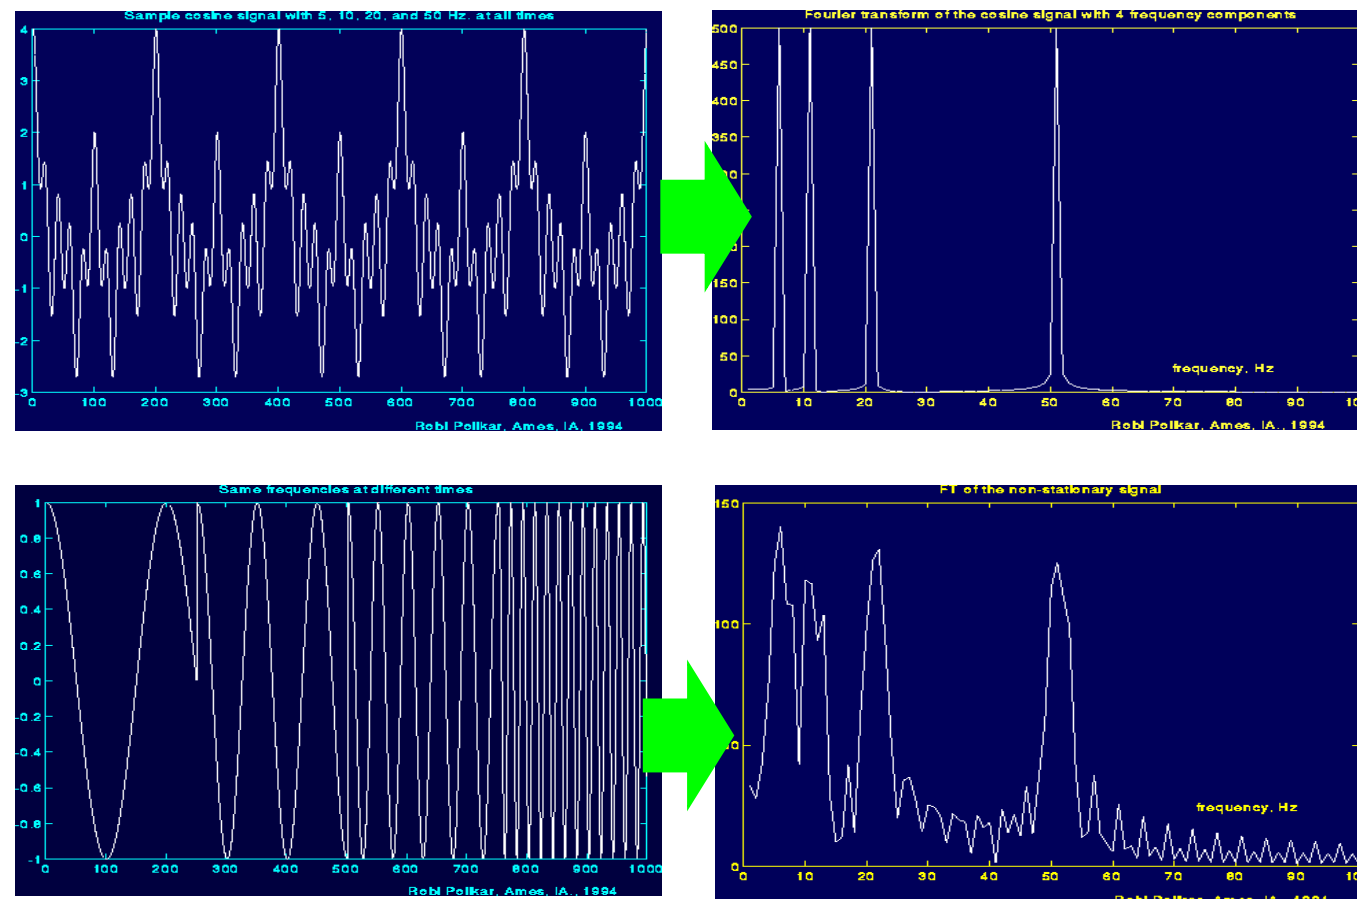 Sample cosine signal with 5, 10, 20, and 50 Hz. at all times
4
3
2
1
0
-1
-2
-3
0 100 200 300 400 500 600 700 800 900 1000
Robi Polikar, Ames, IA, 1994
Fourier transform of the cosine signal with 4 frequency components
500
450
400
150
100
50
0
frequency, Hz
0 10 20 30 40 50 60 70 80 90
Robi Polikar, Ames, IA., 1994
Same frequencies at different times
1
0.8
0.6
0.4
0.2
0
-0.2
-0.4
-0.6
-0.8
-1
0 100 200 300 400 500 600 700 800 900 1000
Robi Polikar, Ames, IA., 1994
FT of the non-stationary signal
150
100
0
frequency, Hz
0 10 20 30 40 50 60 70 80 90